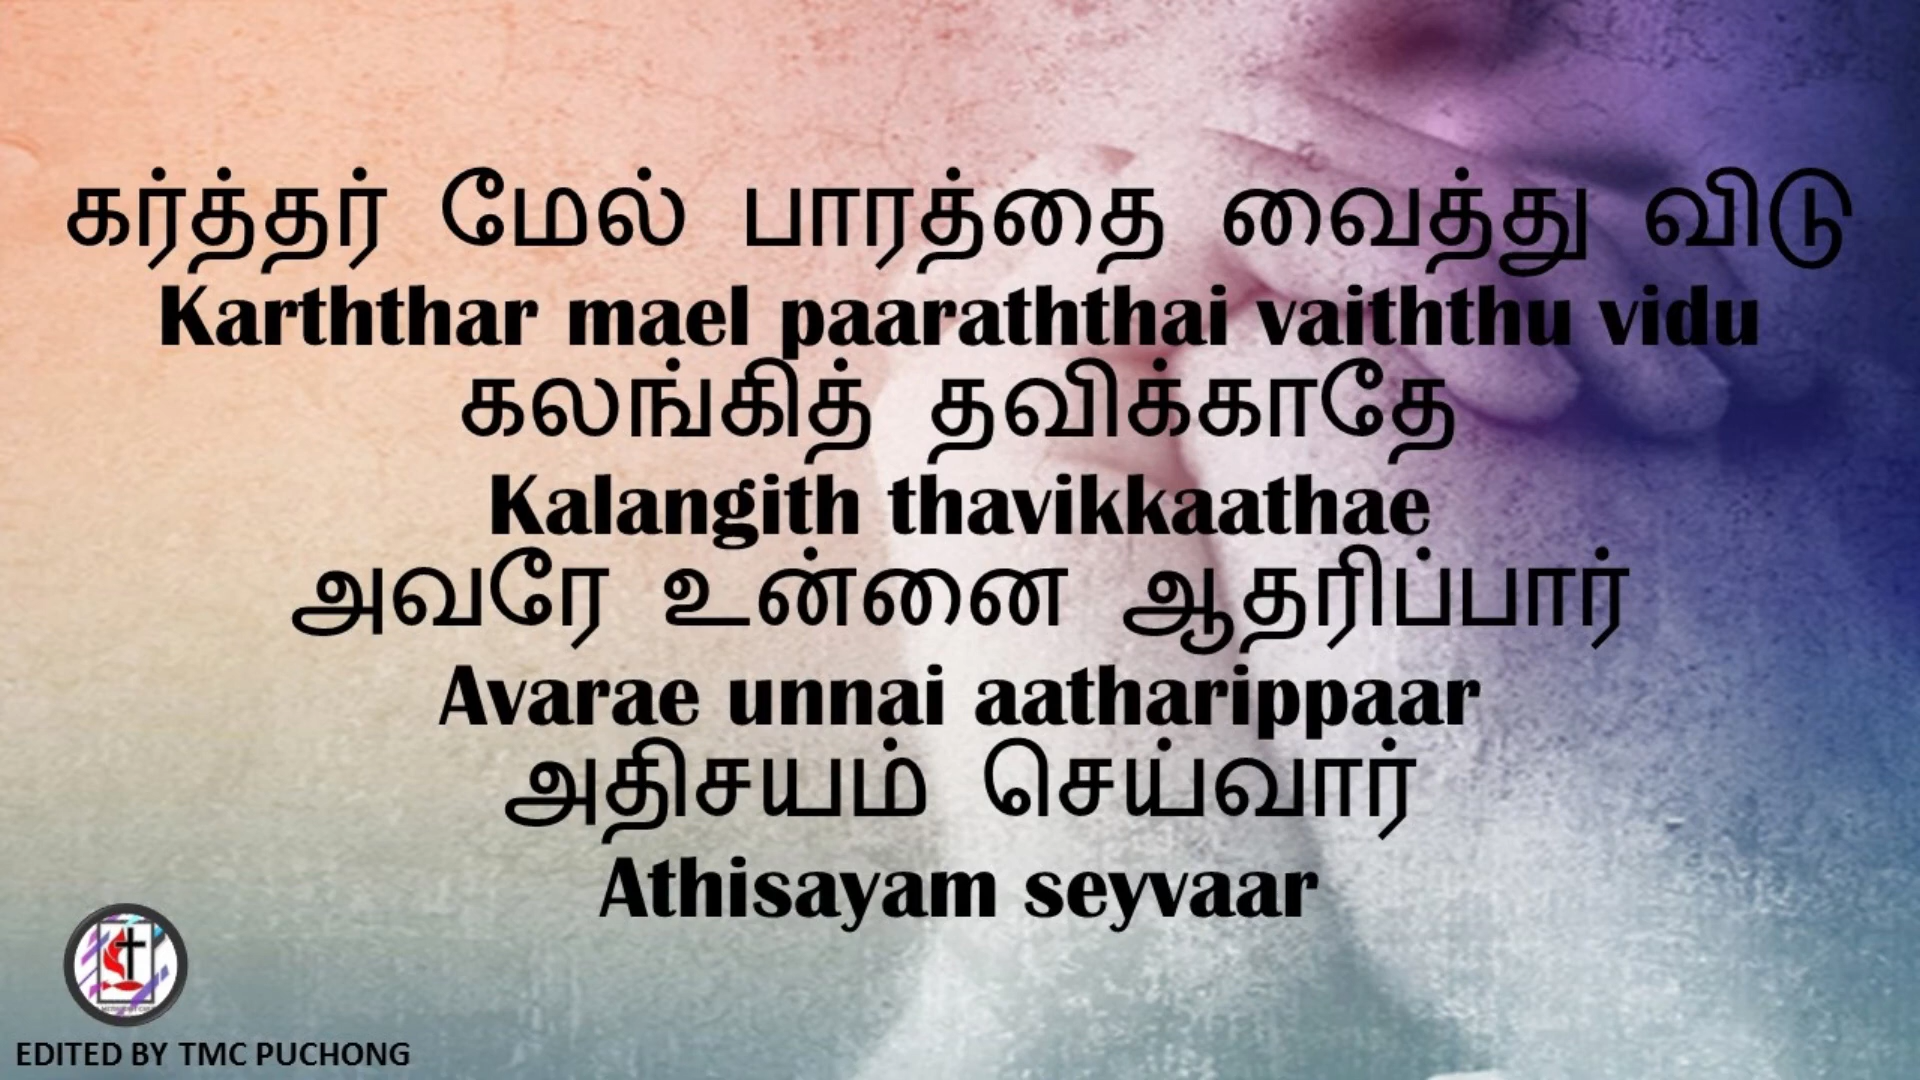 கர்த்தர் மேல் பாரத்தை வைத்து விடு
Karththar mael paaraththai vaiththu vidu
கலங்கித் தவிக்காதே
Kalangith thavikkaathae
அவரே உன்னை ஆதரிப்பார்
Avarae unnai aatharippaar
அதிசயம் செய்வார்
Athisayam seyvaar
EDITED BY TMC PUCHONG